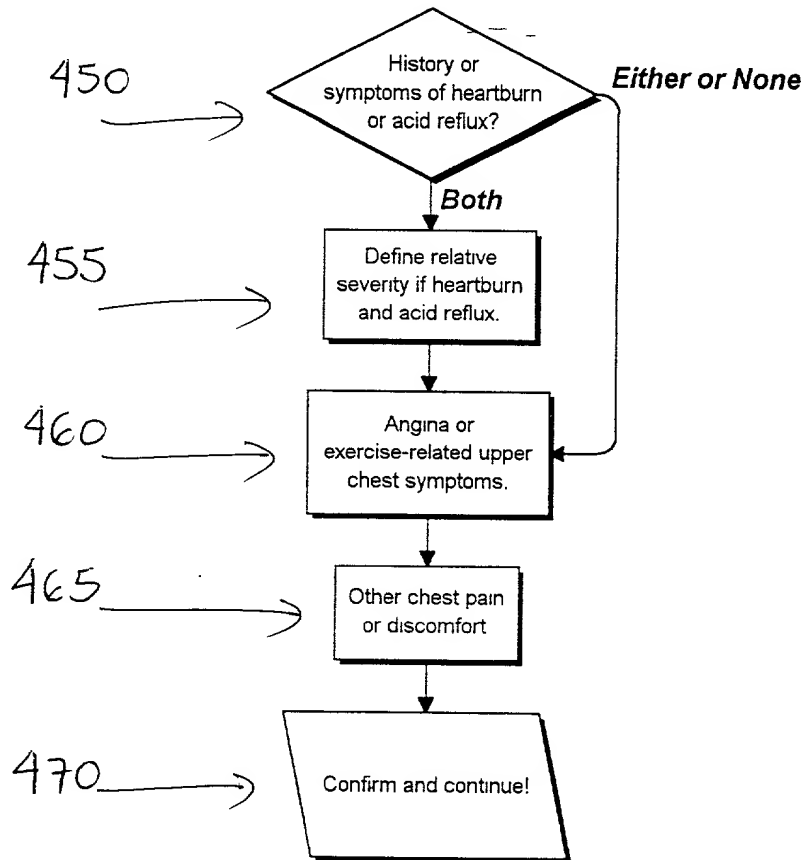 450
History or
symptoms of heartburn
or acid reflux?
Either or None
Both
455
Define relative
severity if heartburn
and acid reflux.
460
Angina or
exercise-related upper
chest symptoms.
465
Other chest pain
or discomfort
470
Confirm and continue!